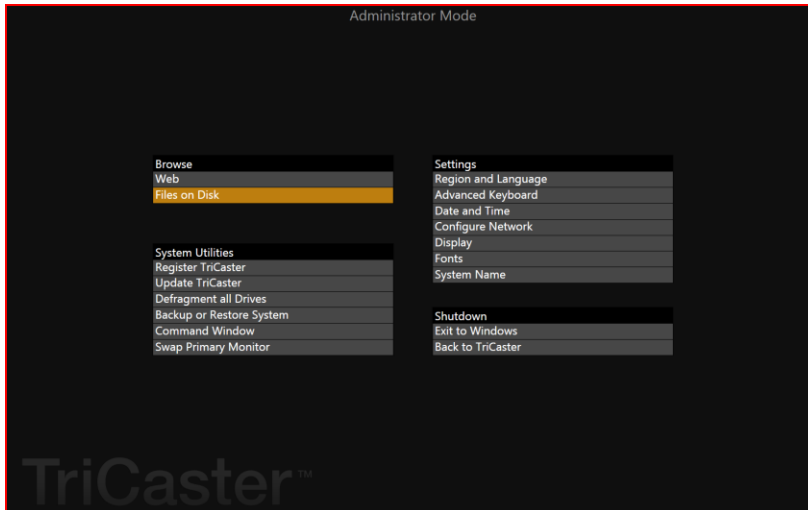 Administrator Mode
Browse
Web
Files on Disk
System Utilities
Register TriCaster
Update TriCaster
Defragment all Drives
Backup or Restore System
Command Window
Swap Primary Monitor
Settings
Region and Language
Advanced Keyboard
Date and Time
Configure Network
Display
Fonts
System Name
Shutdown
Exit to Windows
Back to TriCaster
TriCaster™